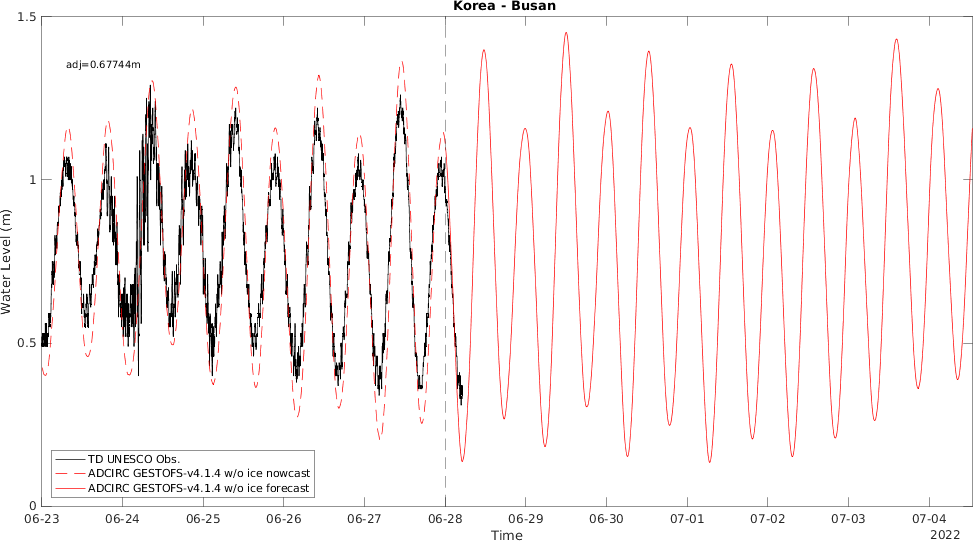 Korea - Busan
1.5
adj=0.67744m
1
Water Level (m)
0.5
TD UNESCO Obs.
ADCIRC GESTOFS-v4.1.4 w/o ice nowcast
ADCIRC GESTOFS-v4.1.4 w/o ice forecast
0
06-23 06-24 06-25 06-26 06-27 06-28 06-29 06-30 07-01 07-02 07-03 07-04
Time
2022